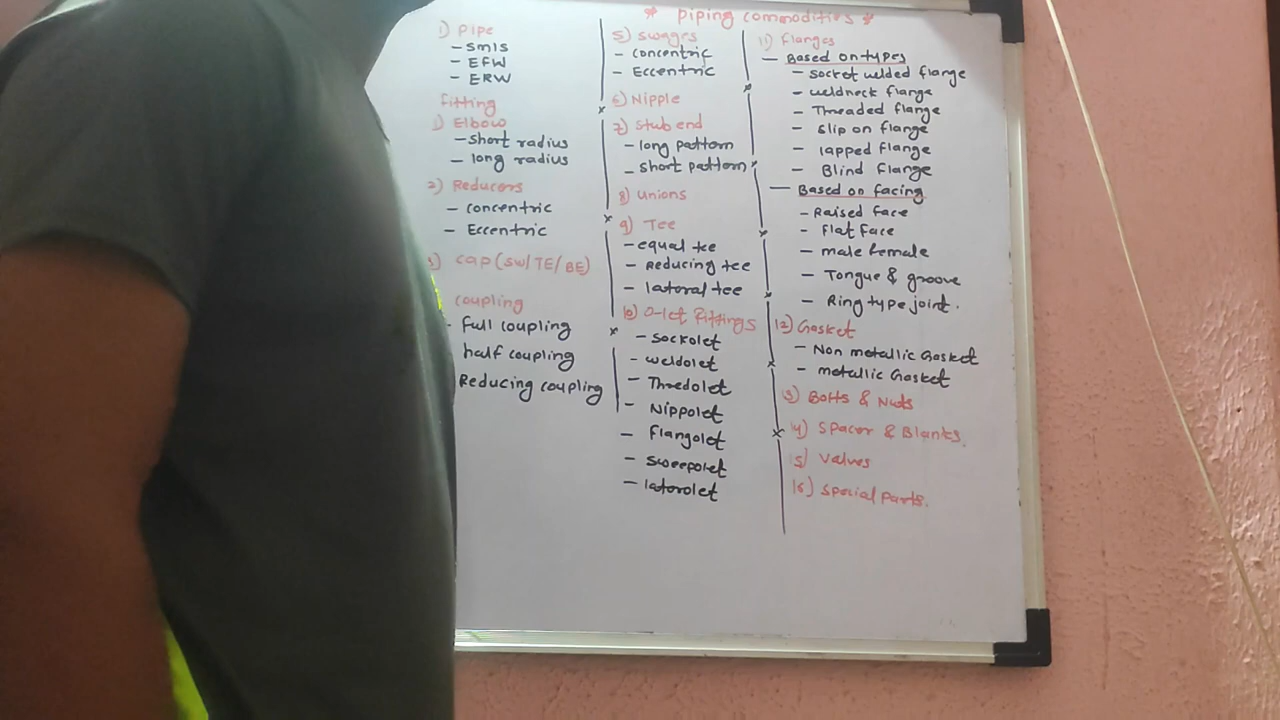 * Piping commodities *
1) Pipe
- smls
- EFW
- ERW
Fitting
1) Elbow
- short radius
- long radius
2) Reducers
- concentric
- Eccentric
3) cap (SW/TE/BE)
coupling
- full coupling
half coupling
Reducing coupling
5) swages
- concentric
- Eccentric
6) Nipple
7) Stub end
- long pattern
- short pattern
8) Unions
9) Tee
- equal tee
- Reducing tee
- lateral tee
10) O-let fittings
- sockolet
- weldolet
- Thredolet
- Nippolet
- flangolet
- sweepolet
- latorolet
11) flanges
- Based on types
- socket welded flange
- weldneck flange
- Threaded flange
- slip on flange
- lapped flange
- Blind flange
- Based on facing
- Raised face
- flat face
- male female
- Tongue & groove
- Ring type joint.
12) Gasket
- Non metallic Gasket
- metallic Gasket
13) Bolts & Nuts
14) Spacer & Blanks.
15) Valves
16) Special Parts.